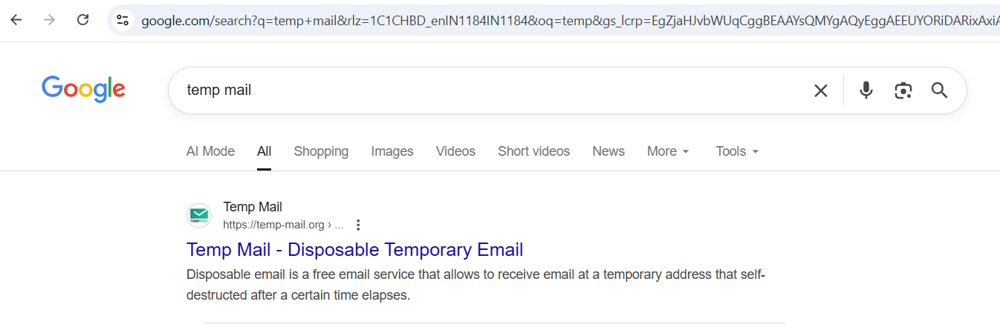 google.com/search?q=temp+mail&rlz=1C1CHBD_enIN1184IN1184&oq=temp&gs_lcrp=EgZjaHJvbWUqCggBEAAYsQMYgAQyEggAEEUYORiDARixAxiA
Google
temp mail
AI Mode All Shopping Images Videos Short videos News More Tools
Temp Mail
https://temp-mail.org › ...
Temp Mail - Disposable Temporary Email
Disposable email is a free email service that allows to receive email at a temporary address that self-
destructed after a certain time elapses.